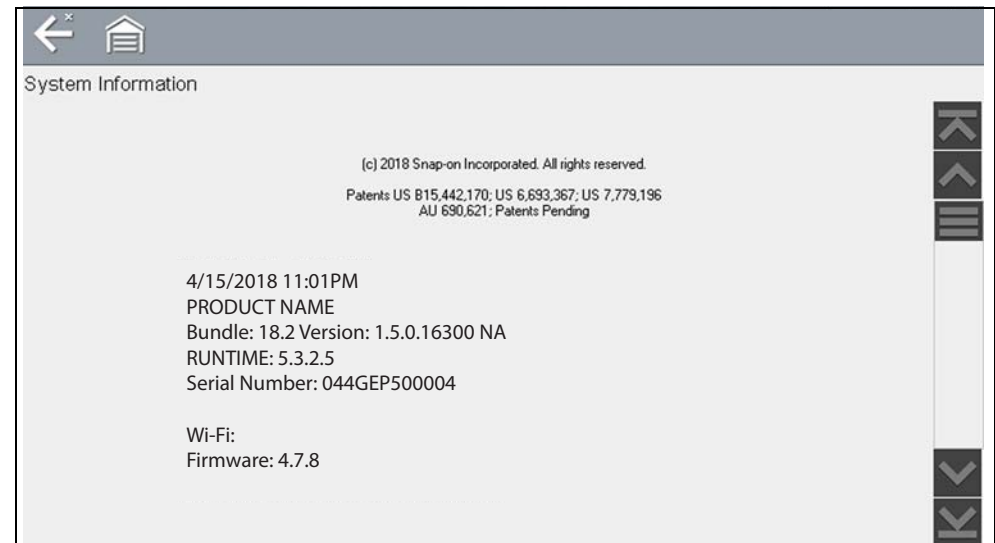 System Information
(c) 2018 Snap-on Incorporated. All rights reserved.
Patents US B15,442,170; US 6,693,367; US 7,779,196
AU 690,621; Patents Pending
4/15/2018 11:01PM
PRODUCT NAME
Bundle: 18.2 Version: 1.5.0.16300 NA
RUNTIME: 5.3.2.5
Serial Number: 044GEP500004
Wi-Fi:
Firmware: 4.7.8